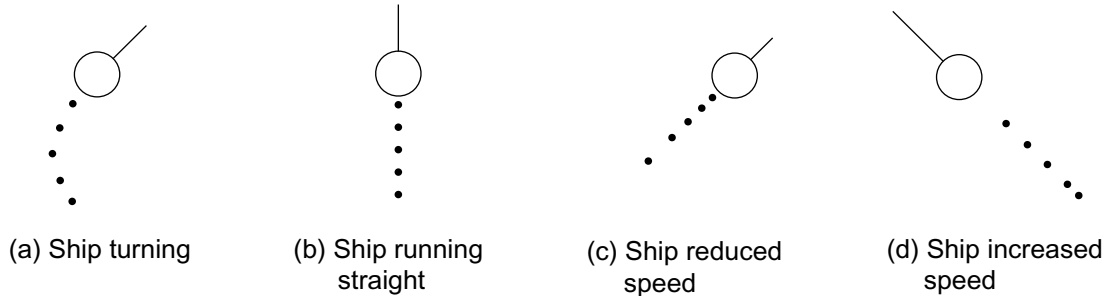 (a) Ship turning
(b) Ship running
straight
(c) Ship reduced
speed
(d) Ship increased
speed